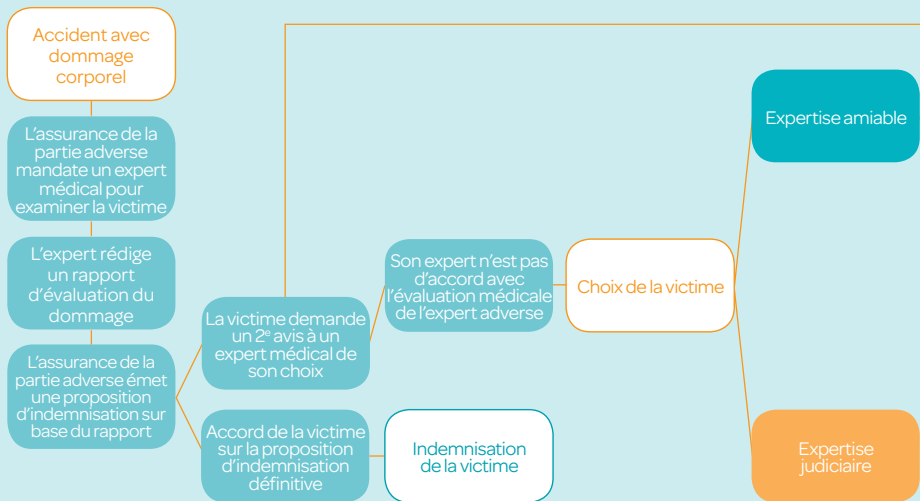 Accident avec
dommage
corporel
L'assurance de la
partie adverse
mandate un expert
médical pour
examiner la victime
L'expert rédige
un rapport
d'évaluation du
dommage
L'assurance de la
partie adverse émet
une proposition
d'indemnisation sur
base du rapport
La victime demande
un 2e avis à un
expert médical de
son choix
Accord de la victime
sur la proposition
d'indemnisation
définitive
Son expert n'est pas
d'accord avec
l'évaluation médicale
de l'expert adverse
Indemnisation
de la victime
Choix de la victime
Expertise amiable
Expertise
judiciaire